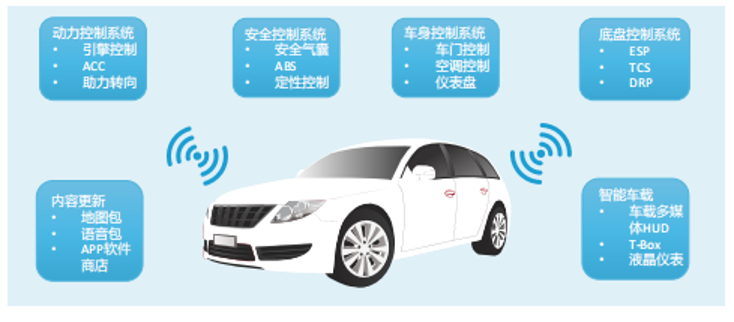 动力控制系统
• 引擎控制
• ACC
• 助力转向
安全控制系统
• 安全气囊
• ABS
• 定性控制
车身控制系统
• 车门控制
• 空调控制
• 仪表盘
底盘控制系统
• ESP
• TCS
• DRP
内容更新
• 地图包
• 语音包
• APP软件
商店
智能车载
• 车载多媒
体HUD
• T-Box
• 液晶仪表